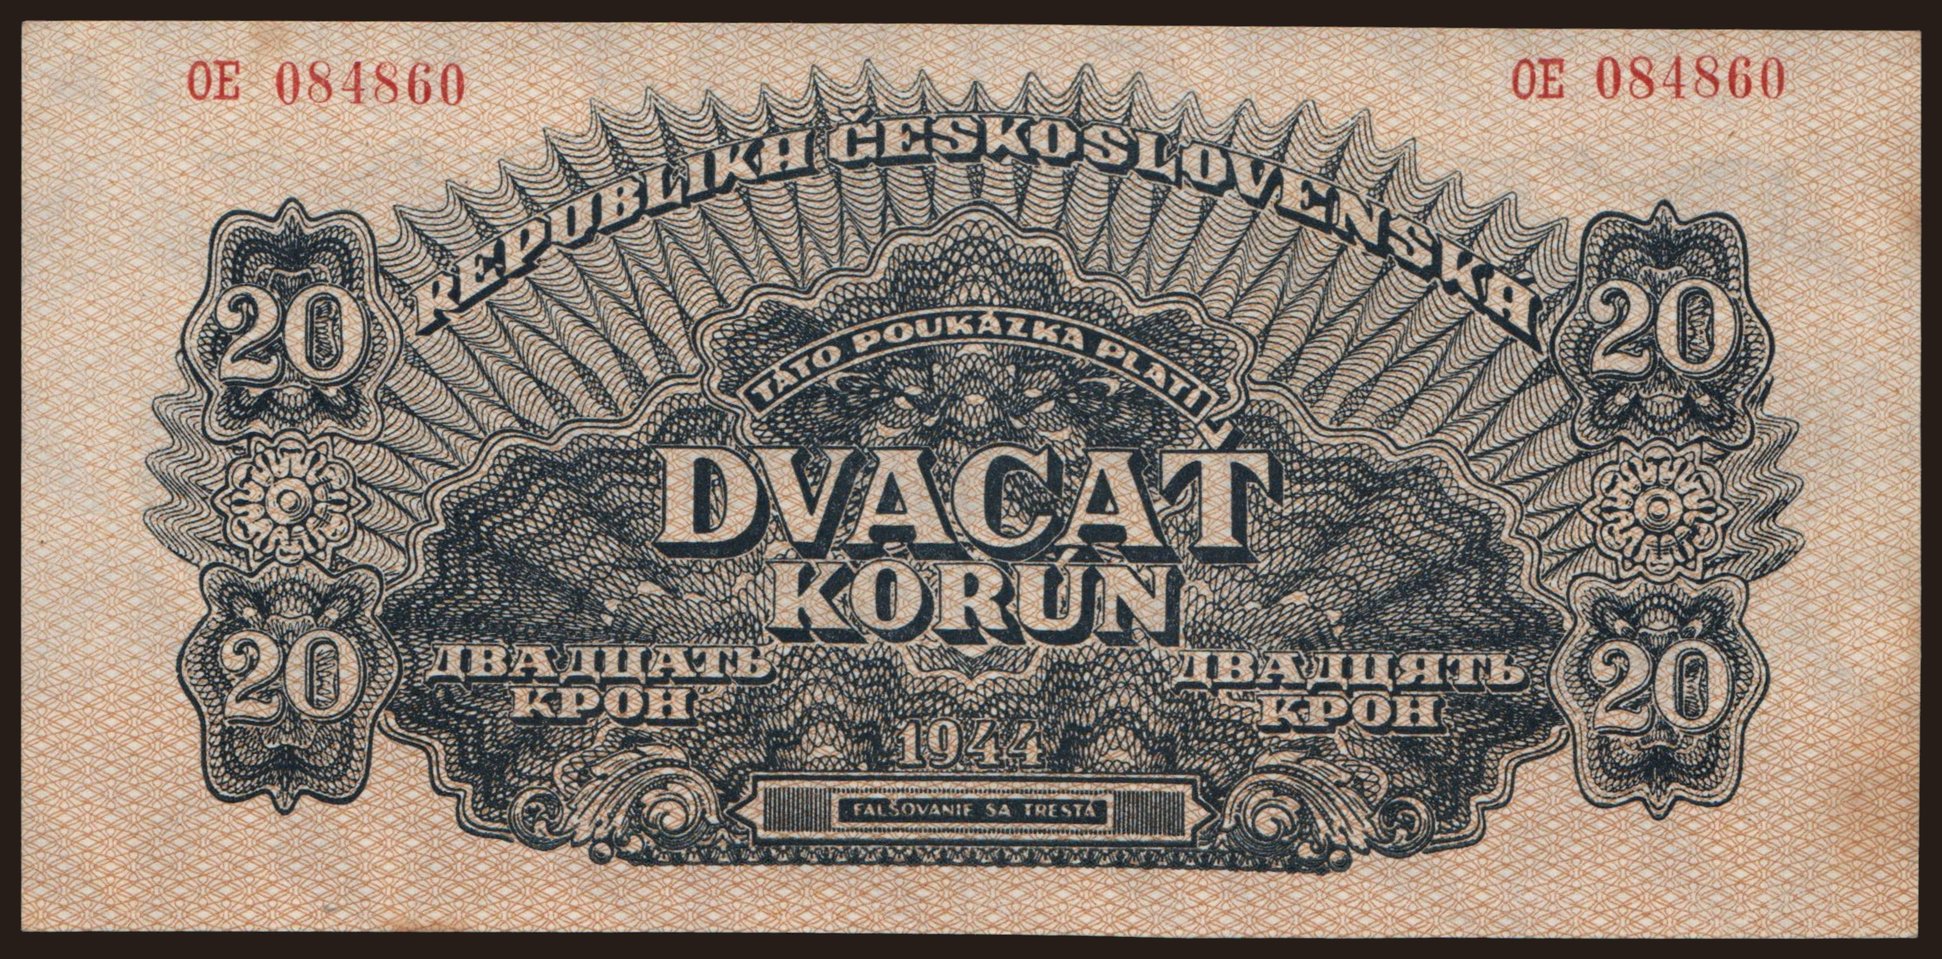 OE 084860
OE 084860
REPUBLIKA ČESKOSLOVENSKÁ
20
20
TÁTO POUKÁZKA PLATÍ
DVACAŤ
KORÚN
ДВАДЦАТЬ
КРОН
ДВАДЦЯТЬ
КРОН
20
20
1944
FALŠOVANIE SA TRESTÁ